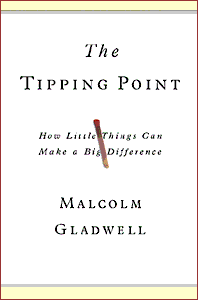 The
TIPPING POINT
How Little Things Can
Make a Big Difference
MALCOLM
GLADWELL